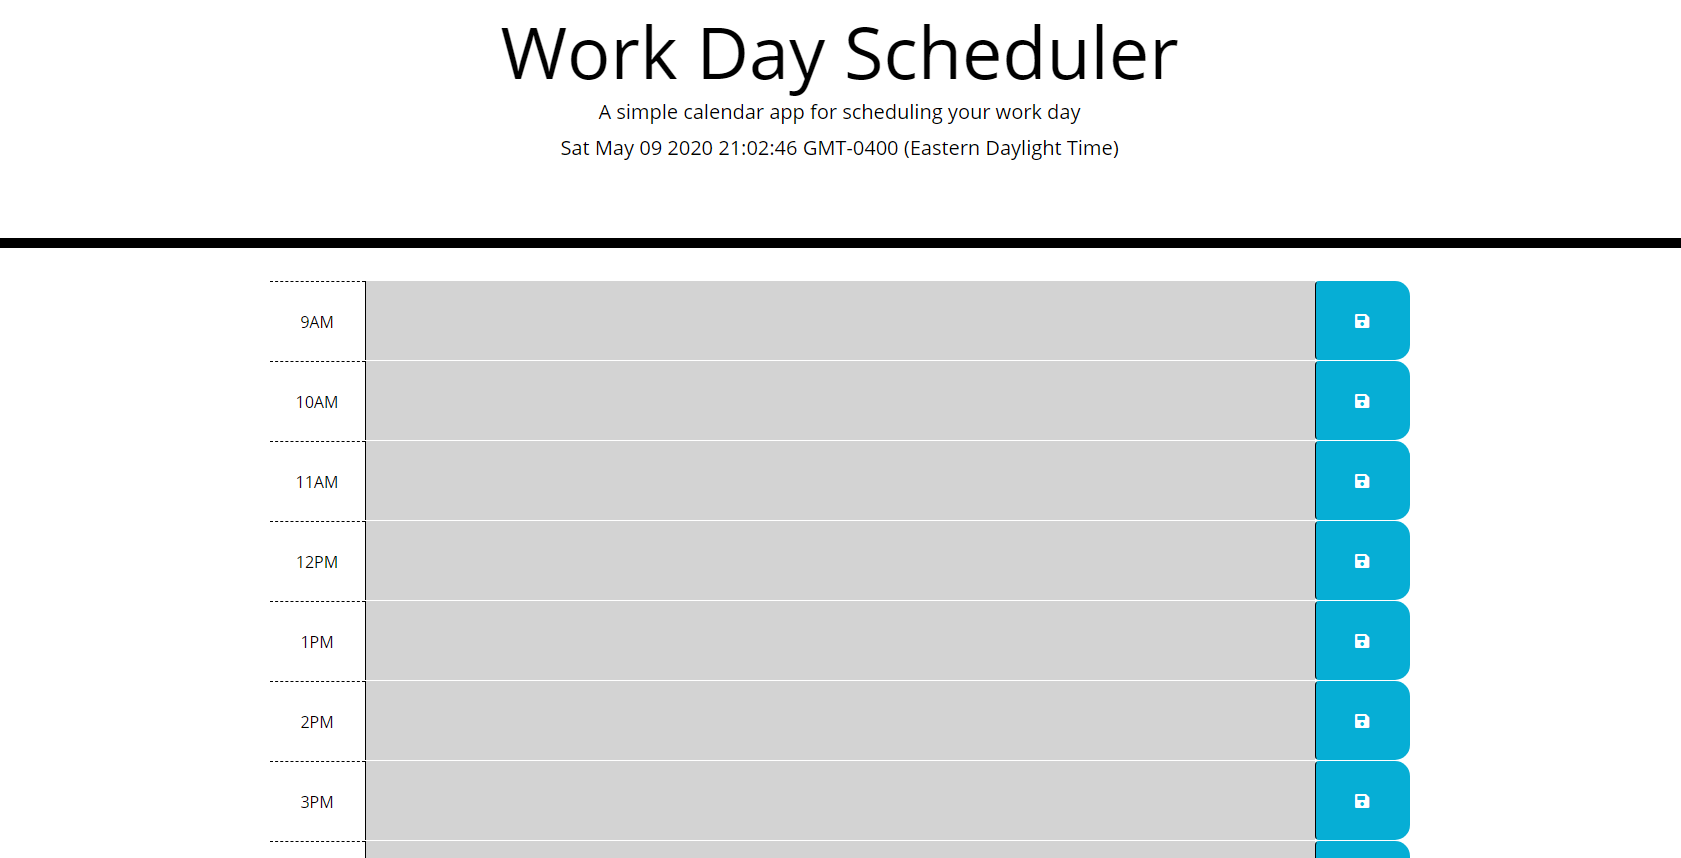 Work Day Scheduler
A simple calendar app for scheduling your work day
Sat May 09 2020 21:02:46 GMT-0400 (Eastern Daylight Time)
9AM
10AM
11AM
12PM
1PM
2PM
3PM